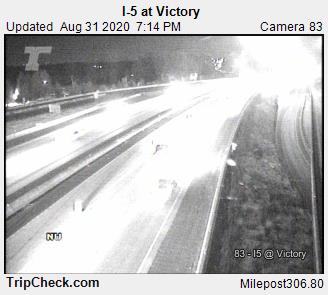 I-5 at Victory
Updated Aug 31 2020 7:14 PM Camera 83
T
NW
83 - I5 @ Victory
TripCheck.com Milepost306.80